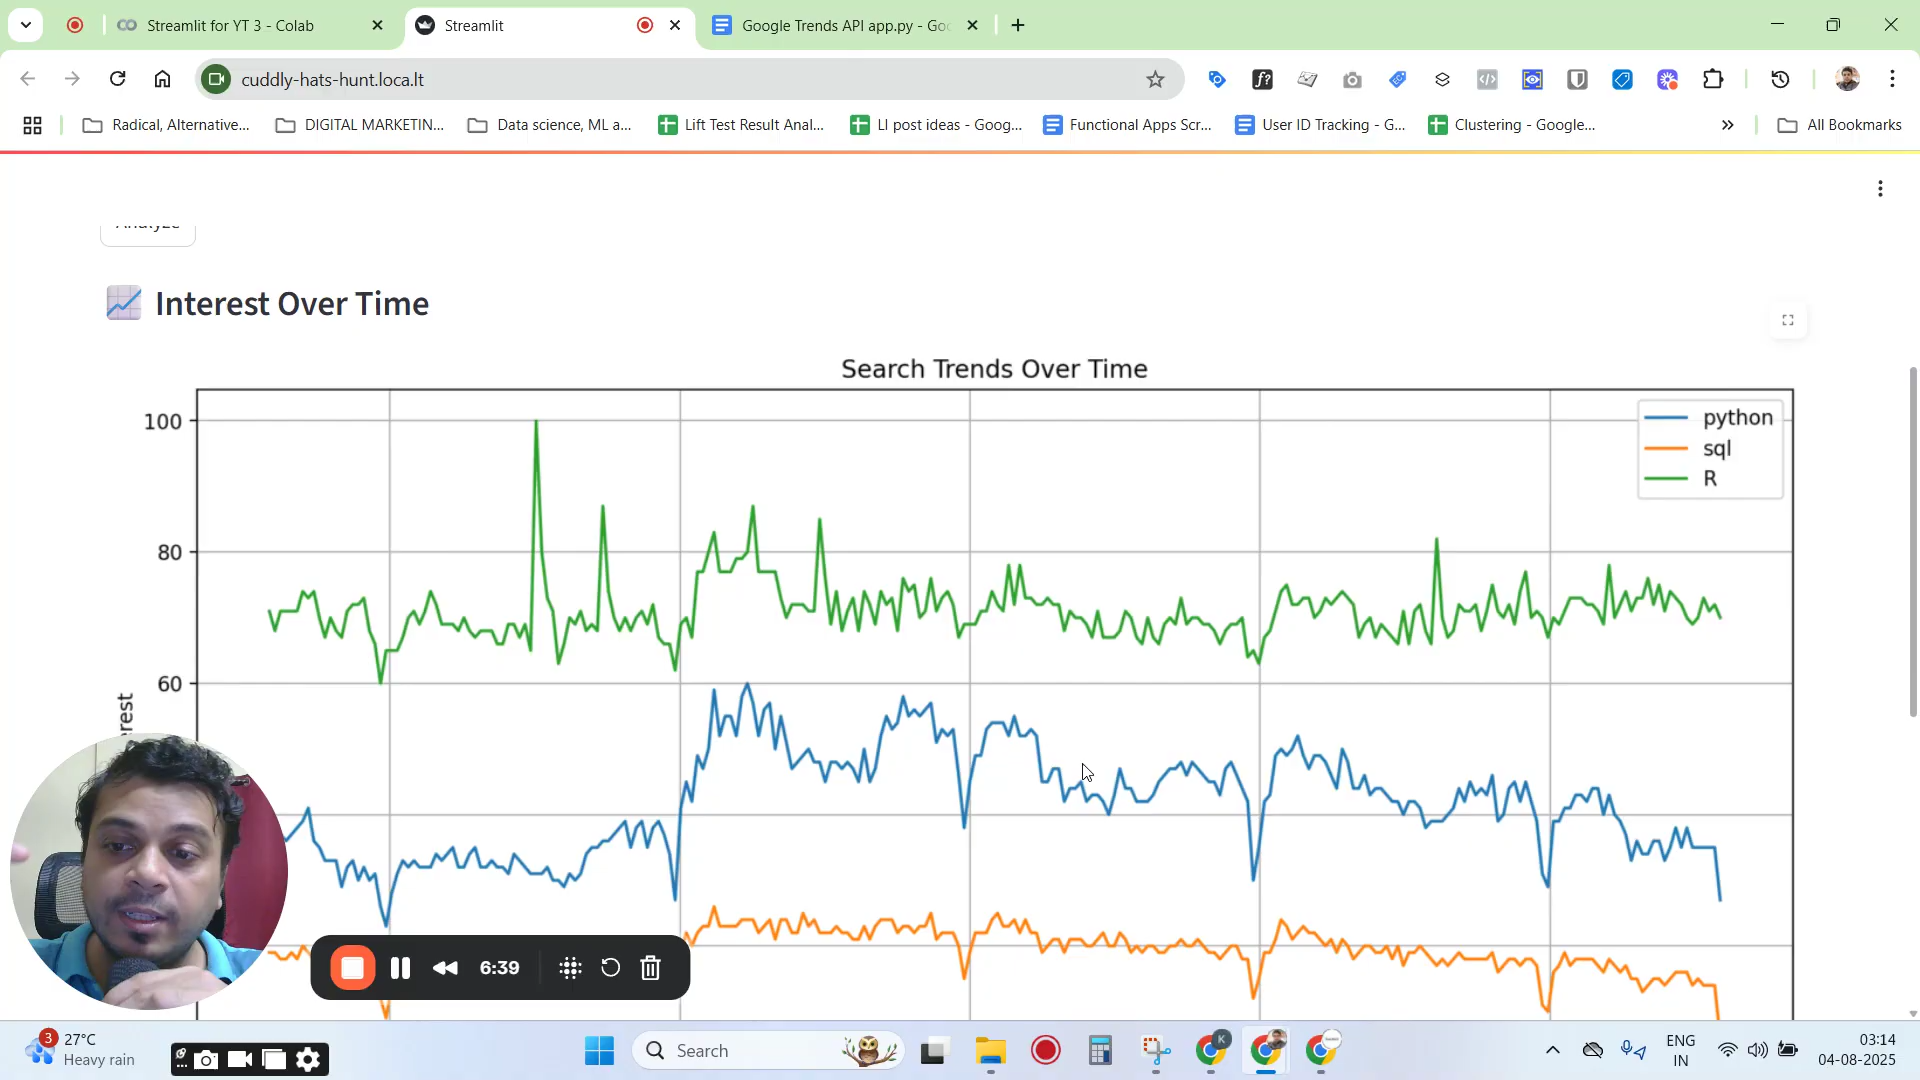 Streamlit for YT 3 - Colab
Streamlit
Google Trends API app.py - Goo
cuddly-hats-hunt.loca.lt
Radical, Alternative...
DIGITAL MARKETIN...
Data science, ML a...
Lift Test Result Anal...
LI post ideas - Goog...
Functional Apps Scr...
User ID Tracking - G...
Clustering - Google...
All Bookmarks
Analyze
Interest Over Time
Search Trends Over Time
python
sql
R
100
80
60
6:39
3
27°C
Heavy rain
Search
K
ENG
IN
03:14
04-08-2025